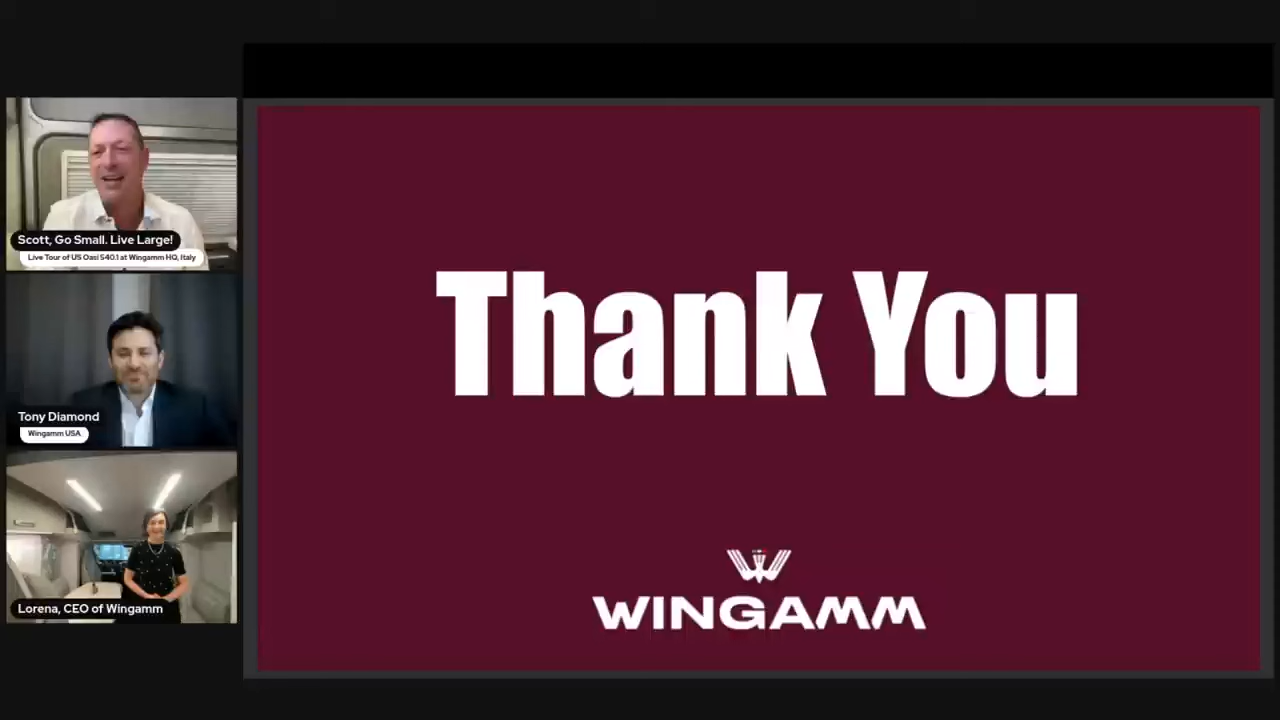 Scott, Go Small. Live Large!
Live Tour of US Oasi 540.1 at Wingamm HQ, Italy
Tony Diamond
Wingamm USA
Lorena, CEO of Wingamm
Thank You
WINGAMM